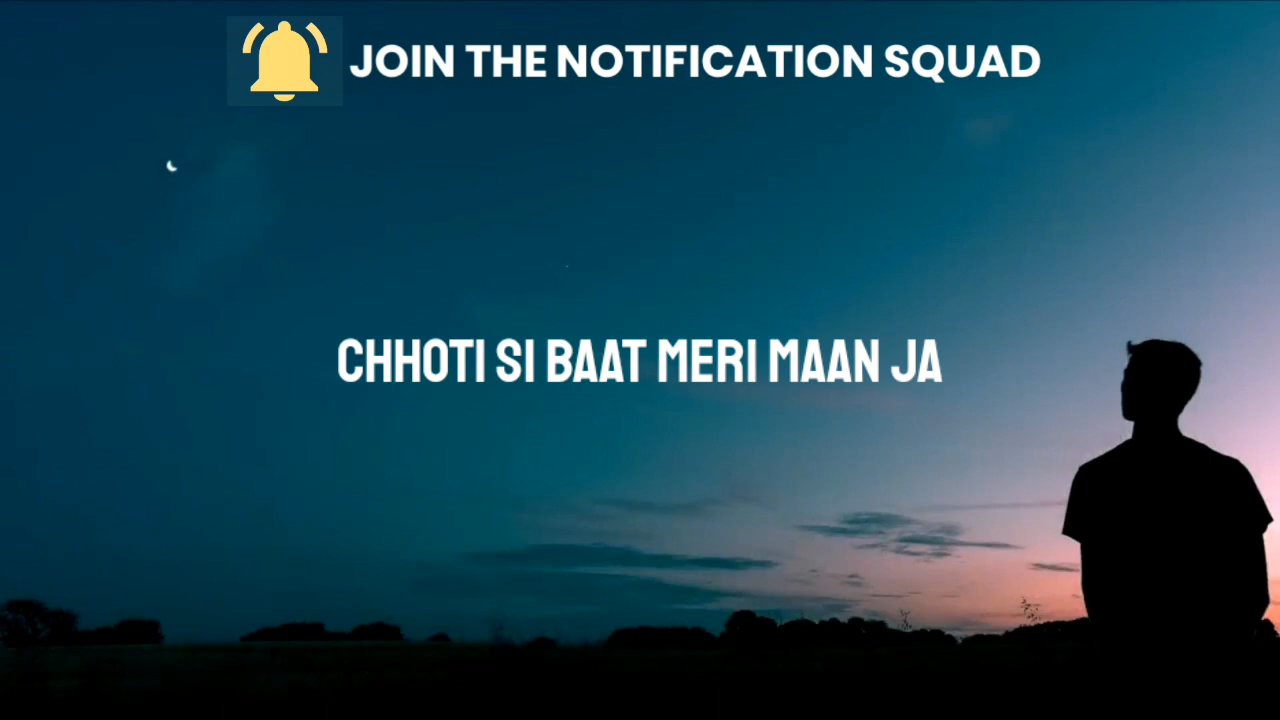 JOIN THE NOTIFICATION SQUAD
CHHOTI SI BAAT MERI MAAN JA